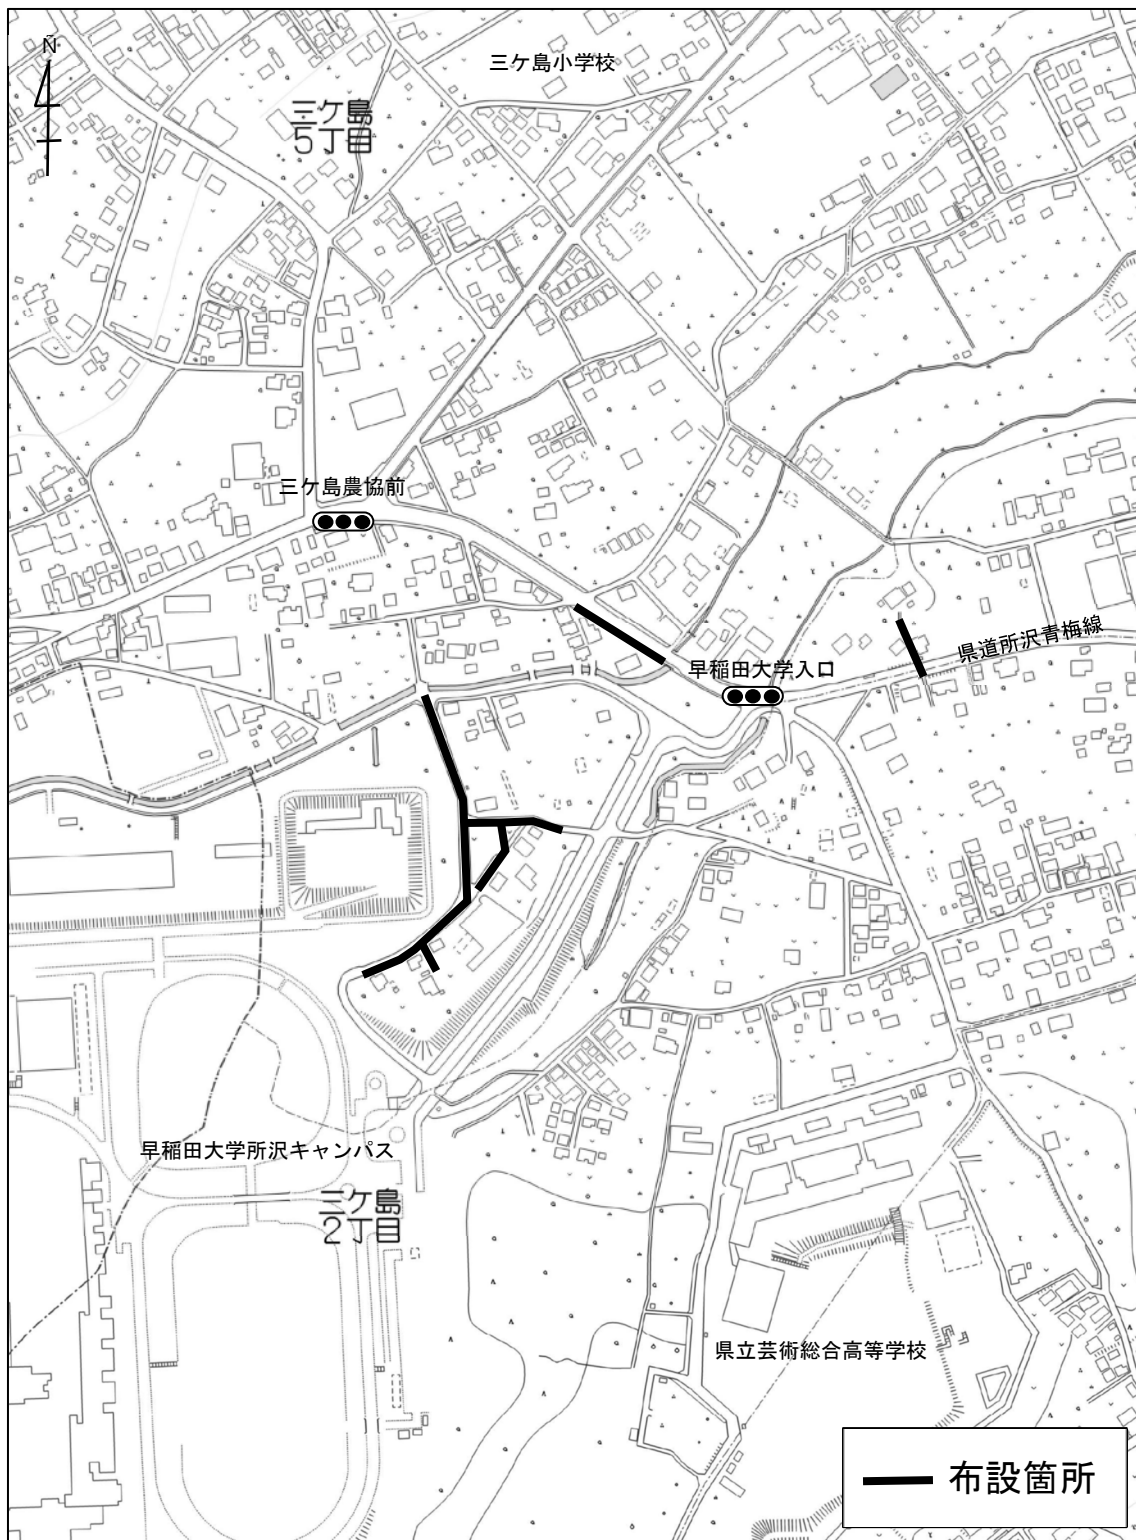 N
三ケ島小学校
三ケ島
5丁目
三ケ島農協前
県道所沢青梅線
早稲田大学入口
早稲田大学所沢キャンパス
三ケ島
2丁目
県立芸術総合高等学校
布設箇所